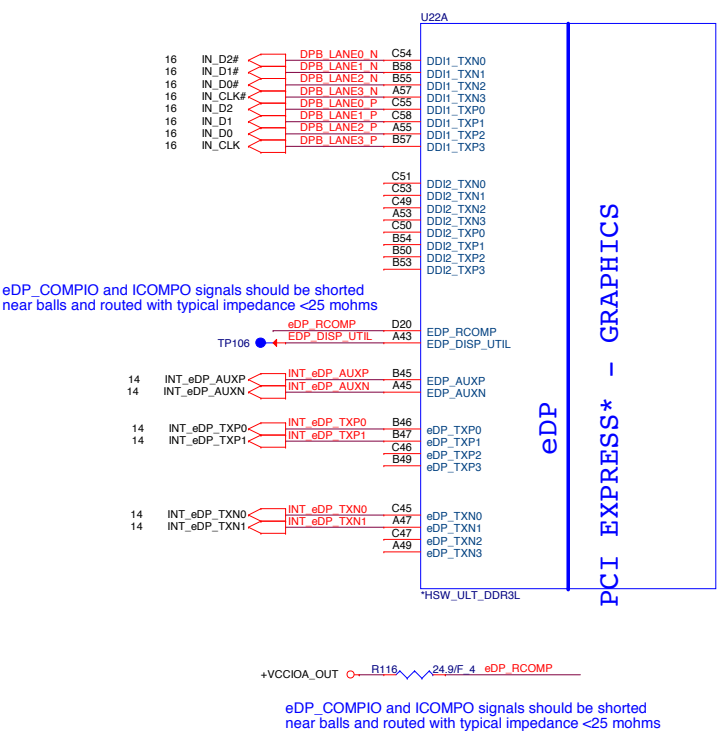 U22A
16 IN_D2# DPB_LANE0_N C54 DDI1_TXN0
16 IN_D1# DPB_LANE1_N B58 DDI1_TXN1
16 IN_D0# DPB_LANE2_N B55 DDI1_TXN2
16 IN_CLK# DPB_LANE3_N A57 DDI1_TXN3
16 IN_D2 DPB_LANE0_P C55 DDI1_TXP0
16 IN_D1 DPB_LANE1_P C58 DDI1_TXP1
16 IN_D0 DPB_LANE2_P A55 DDI1_TXP2
16 IN_CLK DPB_LANE3_P B57 DDI1_TXP3
C51 DDI2_TXN0
C53 DDI2_TXN1
C49 DDI2_TXN2
A53 DDI2_TXN3
C50 DDI2_TXP0
B54 DDI2_TXP1
B50 DDI2_TXP2
B53 DDI2_TXP3
eDP_COMPIO and ICOMPO signals should be shorted
near balls and routed with typical impedance <25 mohms
eDP_RCOMP D20 EDP_RCOMP
TP106 EDP_DISP_UTIL A43 EDP_DISP_UTIL
14 INT_eDP_AUXP INT_eDP_AUXP B45 EDP_AUXP
14 INT_eDP_AUXN INT_eDP_AUXN A45 EDP_AUXN
14 INT_eDP_TXP0 INT_eDP_TXP0 B46 eDP_TXP0
14 INT_eDP_TXP1 INT_eDP_TXP1 B47 eDP_TXP1
C46 eDP_TXP2
B49 eDP_TXP3
14 INT_eDP_TXN0 INT_eDP_TXN0 C45 eDP_TXN0
14 INT_eDP_TXN1 INT_eDP_TXN1 A47 eDP_TXN1
C47 eDP_TXN2
A49 eDP_TXN3
eDP
PCI EXPRESS* - GRAPHICS
*HSW_ULT_DDR3L
+VCCIOA_OUT R116 24.9/F_4 eDP_RCOMP
eDP_COMPIO and ICOMPO signals should be shorted
near balls and routed with typical impedance <25 mohms